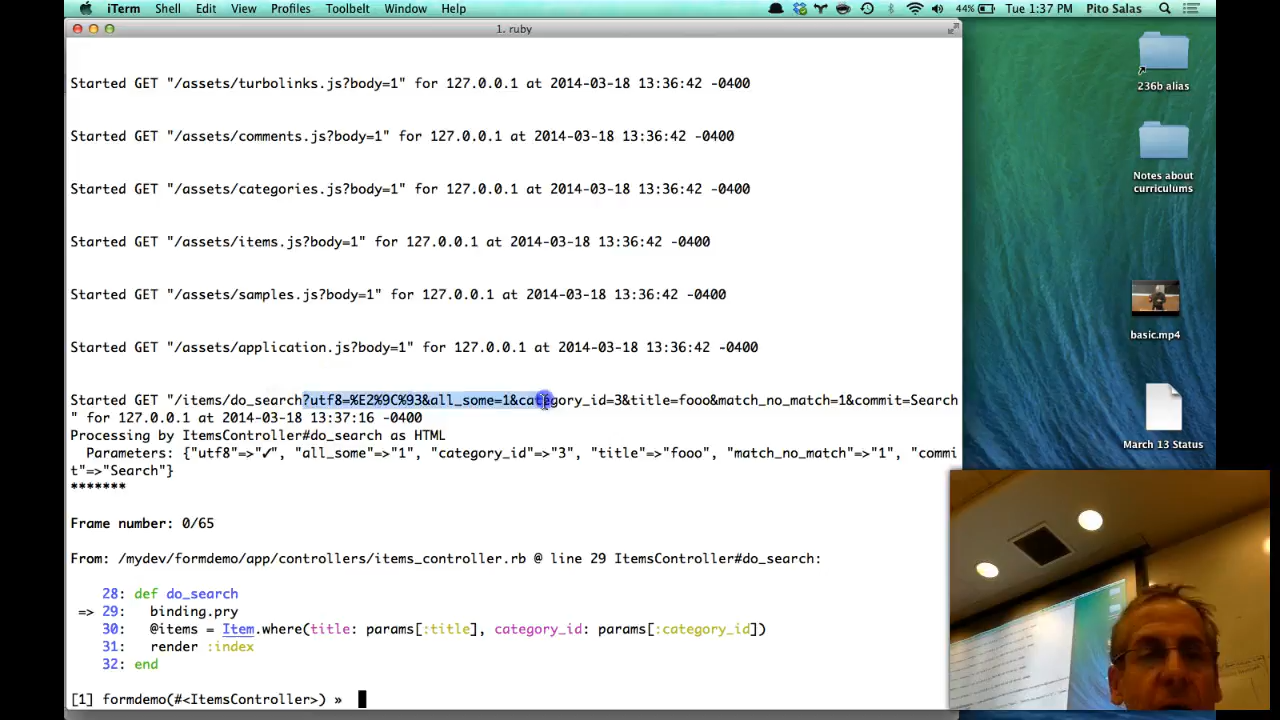 iTerm Shell Edit View Profiles Toolbelt Window Help 44% Tue 1:37 PM Pito Salas
1. ruby
Started GET "/assets/turbolinks.js?body=1" for 127.0.0.1 at 2014-03-18 13:36:42 -0400
Started GET "/assets/comments.js?body=1" for 127.0.0.1 at 2014-03-18 13:36:42 -0400
Started GET "/assets/categories.js?body=1" for 127.0.0.1 at 2014-03-18 13:36:42 -0400
Started GET "/assets/items.js?body=1" for 127.0.0.1 at 2014-03-18 13:36:42 -0400
Started GET "/assets/samples.js?body=1" for 127.0.0.1 at 2014-03-18 13:36:42 -0400
Started GET "/assets/application.js?body=1" for 127.0.0.1 at 2014-03-18 13:36:42 -0400
Started GET "/items/do_search?utf8=%E2%9C%93&all_some=1&category_id=3&title=fooo&match_no_match=1&commit=Search
" for 127.0.0.1 at 2014-03-18 13:37:16 -0400
Processing by ItemsController#do_search as HTML
Parameters: {"utf8"=>"✓", "all_some"=>"1", "category_id"=>"3", "title"=>"fooo", "match_no_match"=>"1", "commi
t"=>"Search"}
*******
Frame number: 0/65
From: /mydev/formdemo/app/controllers/items_controller.rb @ line 29 ItemsController#do_search:
28: def do_search
=> 29: binding.pry
30: @items = Item.where(title: params[:title], category_id: params[:category_id])
31: render :index
32: end
[1] formdemo(#<ItemsController>) »
236b alias
Notes about
curriculums
basic.mp4
March 13 Status